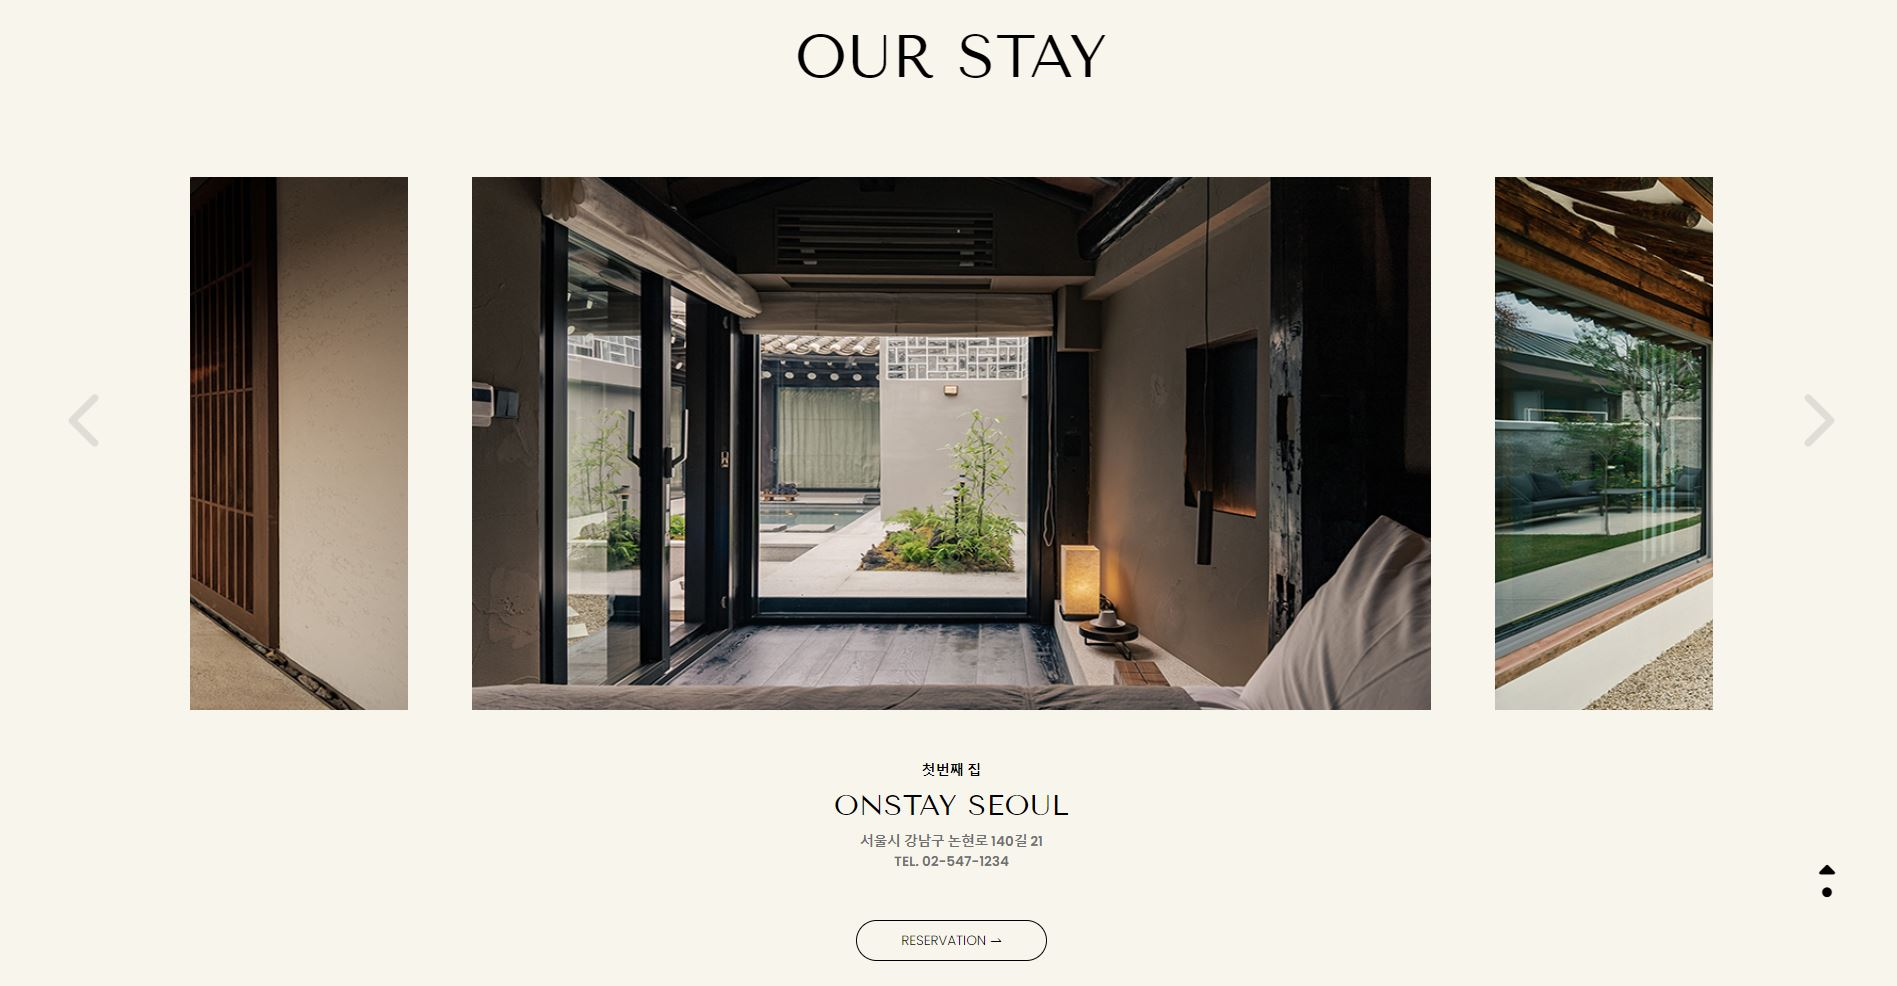 OUR STAY
첫번째 집
ONSTAY SEOUL
서울시 강남구 논현로 140길 21
TEL. 02-547-1234
RESERVATION ⇀